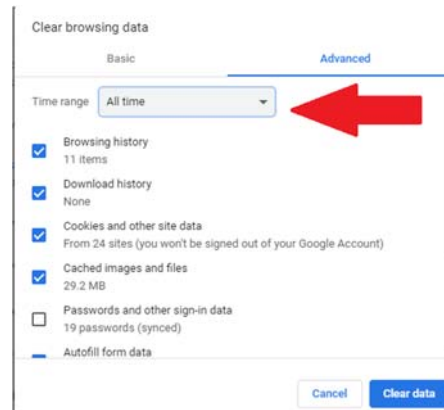 Clear browsing data
Basic Advanced
Time range All time
Browsing history
11 items
Download history
None
Cookies and other site data
From 24 sites (you won't be signed out of your Google Account)
Cached images and files
29.2 MB
Passwords and other sign-in data
19 passwords (synced)
Autofill form data
Cancel Clear data